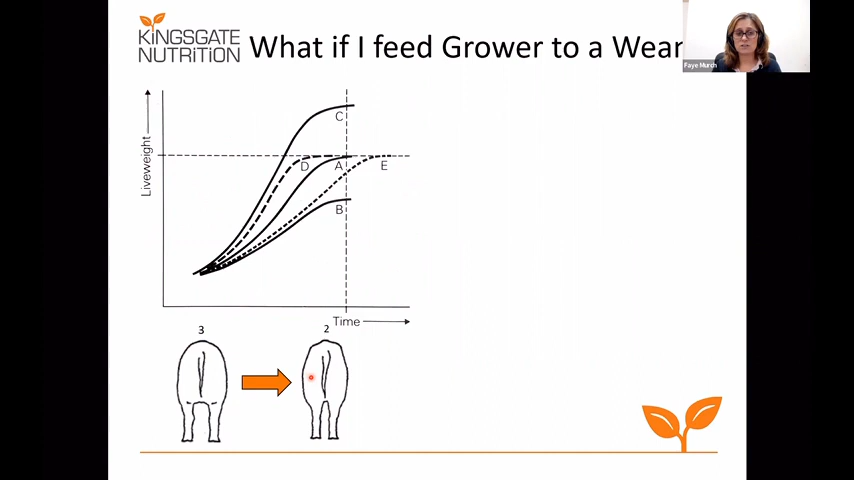 KINGSGATE
NUTRITION
What if I feed Grower to a Wean
Faye Murch
Liveweight
C
D
A
E
B
Time
3
2